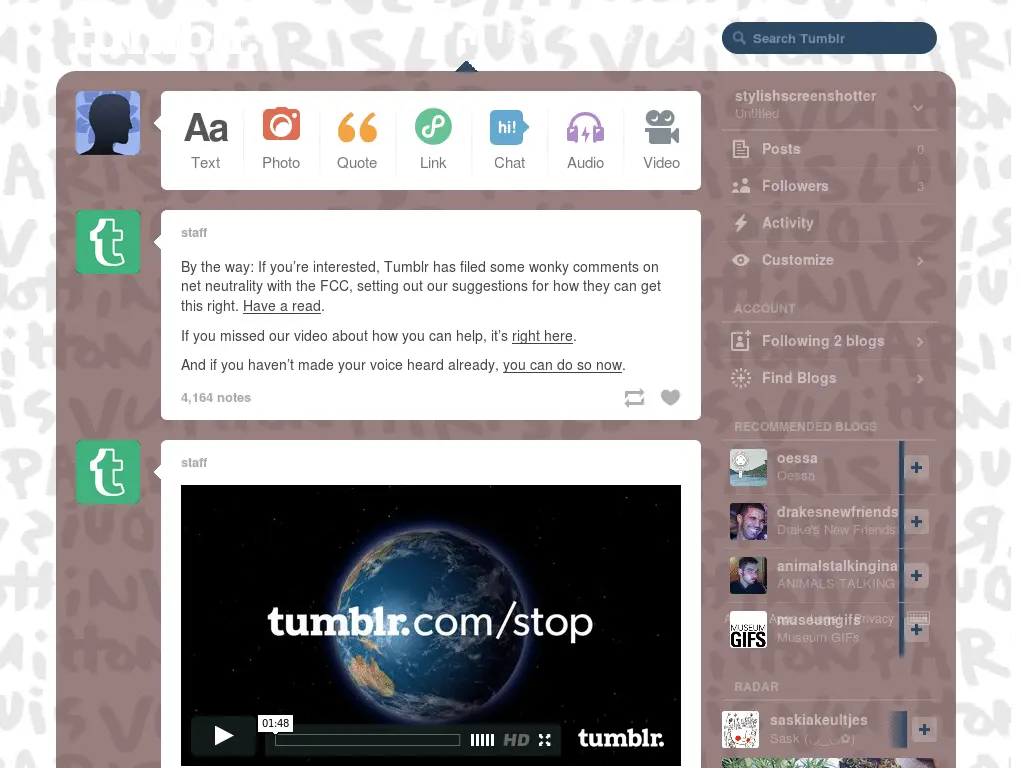 tumblr.
Search Tumblr
Aa
hi!
Text
Photo
Quote
Link
Chat
Audio
Video
staff
By the way: If you’re interested, Tumblr has filed some wonky comments on
net neutrality with the FCC, setting out our suggestions for how they can get
this right. Have a read.
If you missed our video about how you can help, it’s right here.
And if you haven’t made your voice heard already, you can do so now.
4,164 notes
staff
tumblr.com/stop
01:48
HD
tumblr.
stylishscreenshotter
Untitled
Posts 0
Followers 3
Activity
Customize
ACCOUNT
Following 2 blogs
Find Blogs
RECOMMENDED BLOGS
oessa
Oessa
drakesnewfriends
Drake's New Friends
animalstalkingina
ANIMALS TALKING
MUSEUM
GIFS
museumgifs
Legal Privacy
Museum GIFs
RADAR
saskiakeultjes